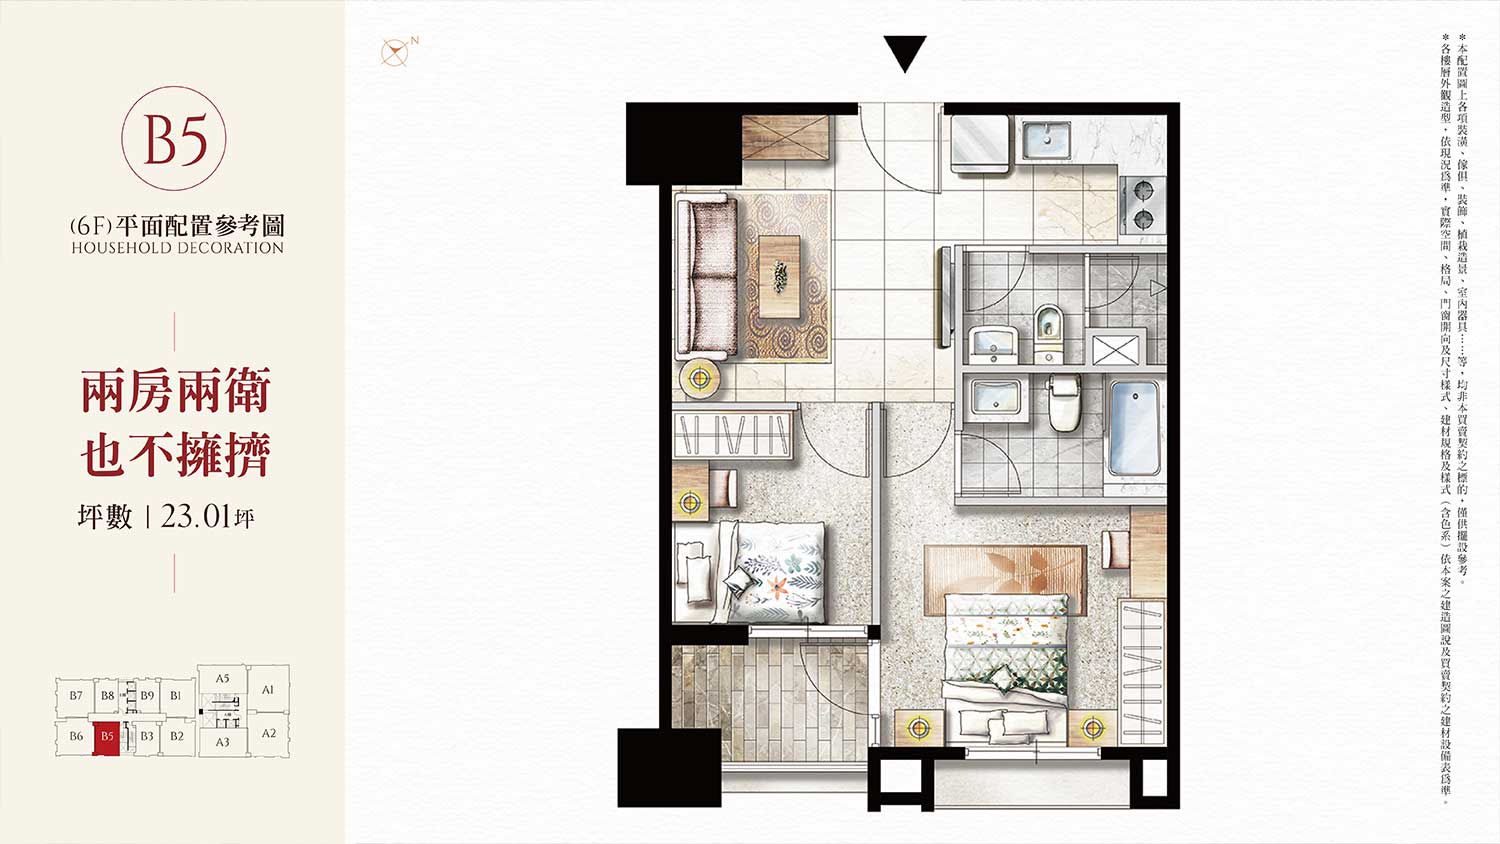 B5
(6F)平面配置參考圖
HOUSEHOLD DECORATION
兩房兩衛
也不擁擠
坪數 | 23.01坪
A5
A1
B7
B8
B9
B1
B6
B5
B3
B2
A3
A2
N
＊本配置圖上各項裝潢、傢俱、裝飾、植栽造景、室內器具⋯⋯等，均非本買賣契約之標的，僅供擺設參考。
＊各樓層外觀造型，依現況為準，實際空間、格局、門窗開向及尺寸樣式、建材規格及樣式（含色系）依本案之建造圖說及買賣契約之建材設備表為準。